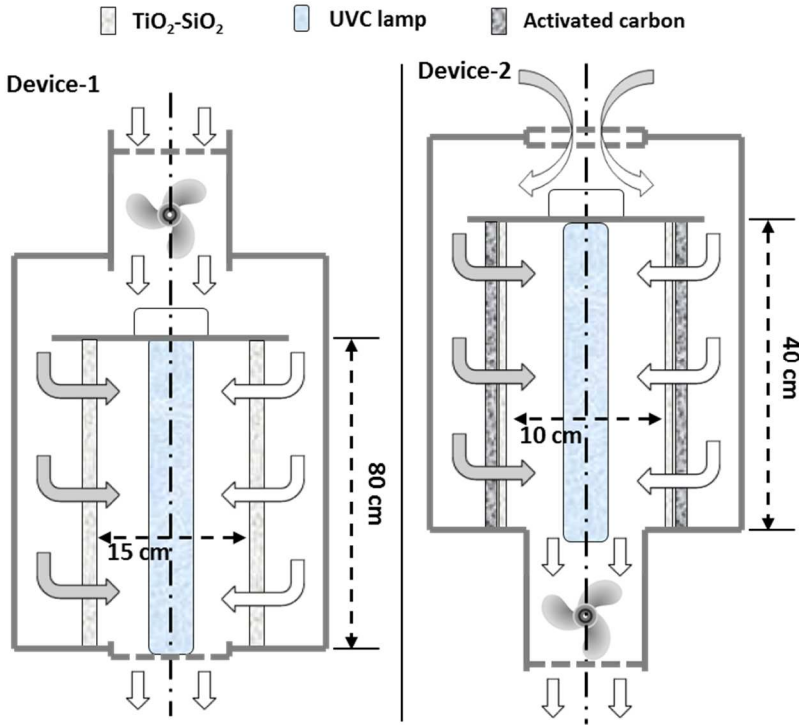 TiO₂-SiO₂ UVC lamp Activated carbon
Device-1
Device-2
15 cm
80 cm
10 cm
40 cm